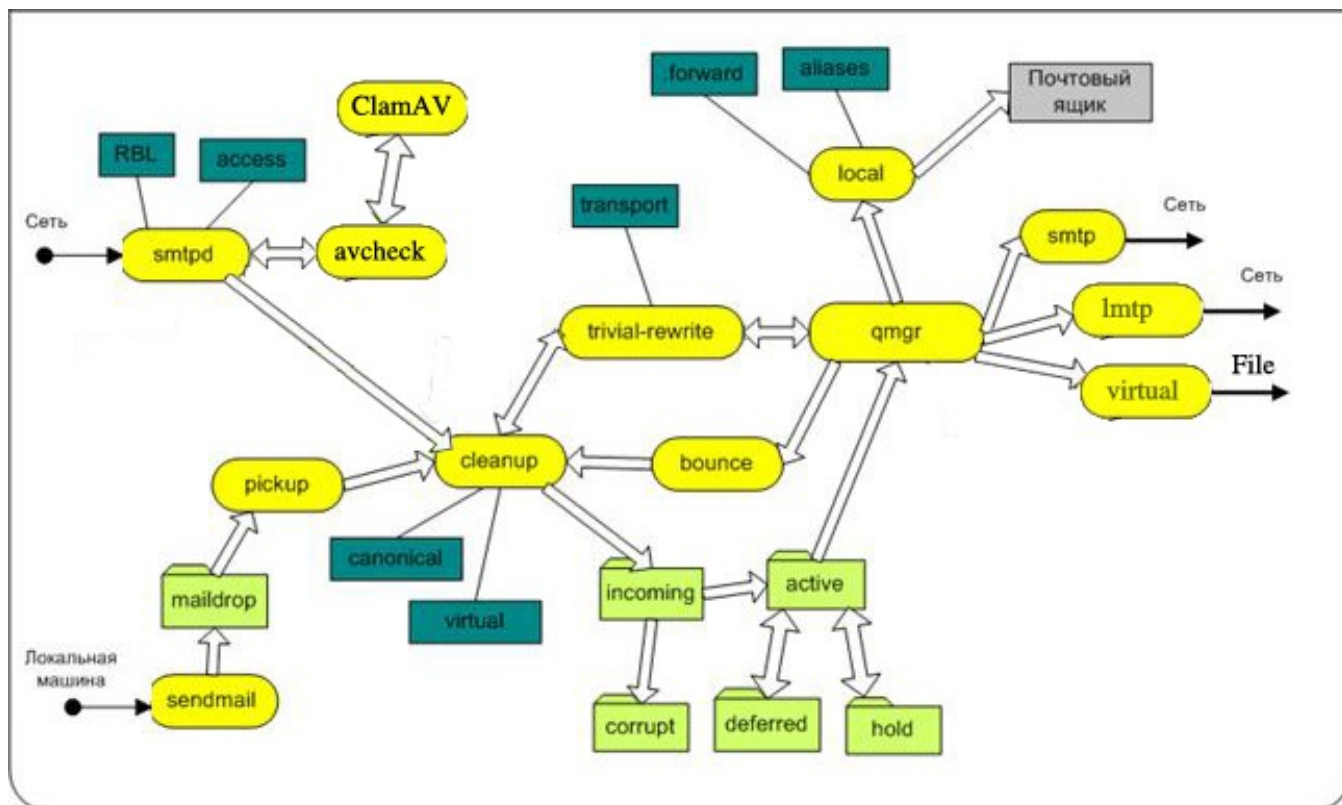 .forward
aliases
Почтовый
ящик
ClamAV
RBL
access
local
transport
Сеть
smtpd
avcheck
smtp
Сеть
trivial-rewrite
qmgr
lmtp
Сеть
virtual
File
cleanup
bounce
pickup
canonical
incoming
active
maildrop
virtual
Локальная
машина
sendmail
corrupt
deferred
hold